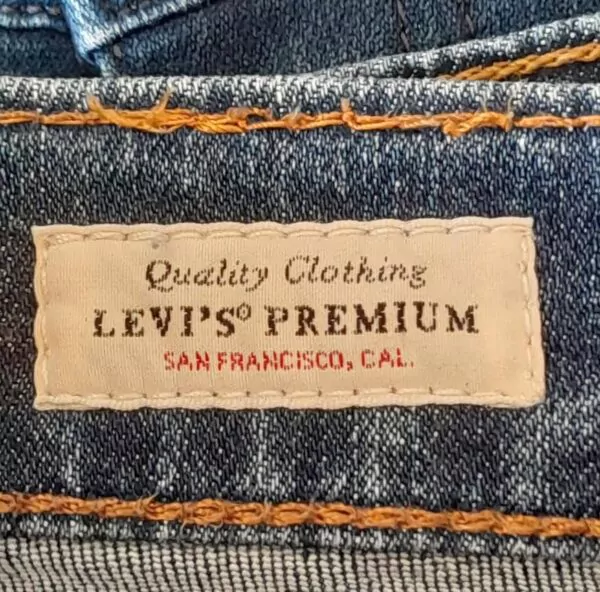 Quality Clothing
LEVI'S® PREMIUM
SAN FRANCISCO, CAL.